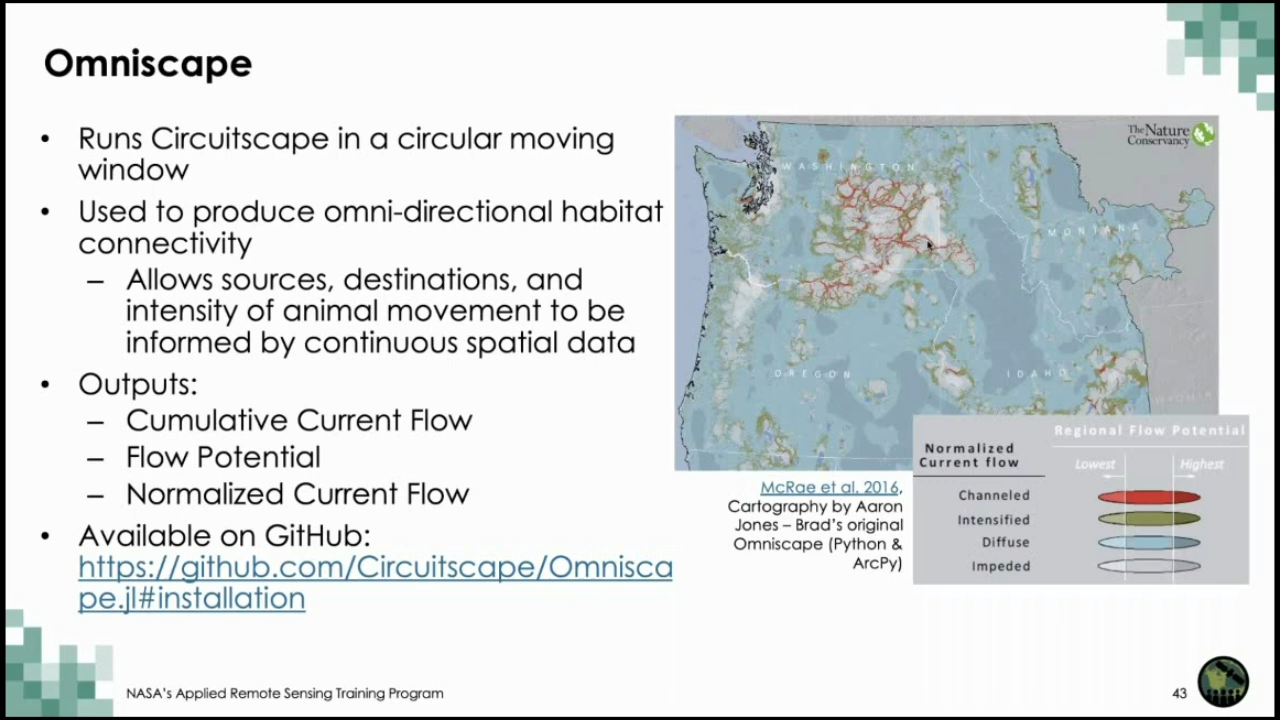 Omniscape
• Runs Circuitscape in a circular moving
window
• Used to produce omni-directional habitat
connectivity
– Allows sources, destinations, and
intensity of animal movement to be
informed by continuous spatial data
• Outputs:
– Cumulative Current Flow
– Flow Potential
– Normalized Current Flow
• Available on GitHub:
https://github.com/Circuitscape/Omnisca
pe.jl#installation
The Nature
Conservancy
WASHINGTON
MONTANA
OREGON
IDAHO
WYOMING
McRae et al, 2016,
Cartography by Aaron
Jones – Brad's original
Omniscape (Python &
ArcPy)
Regional Flow Potential
Normalized
Current flow
Lowest
Highest
Channeled
Intensified
Diffuse
Impeded
NASA's Applied Remote Sensing Training Program
43